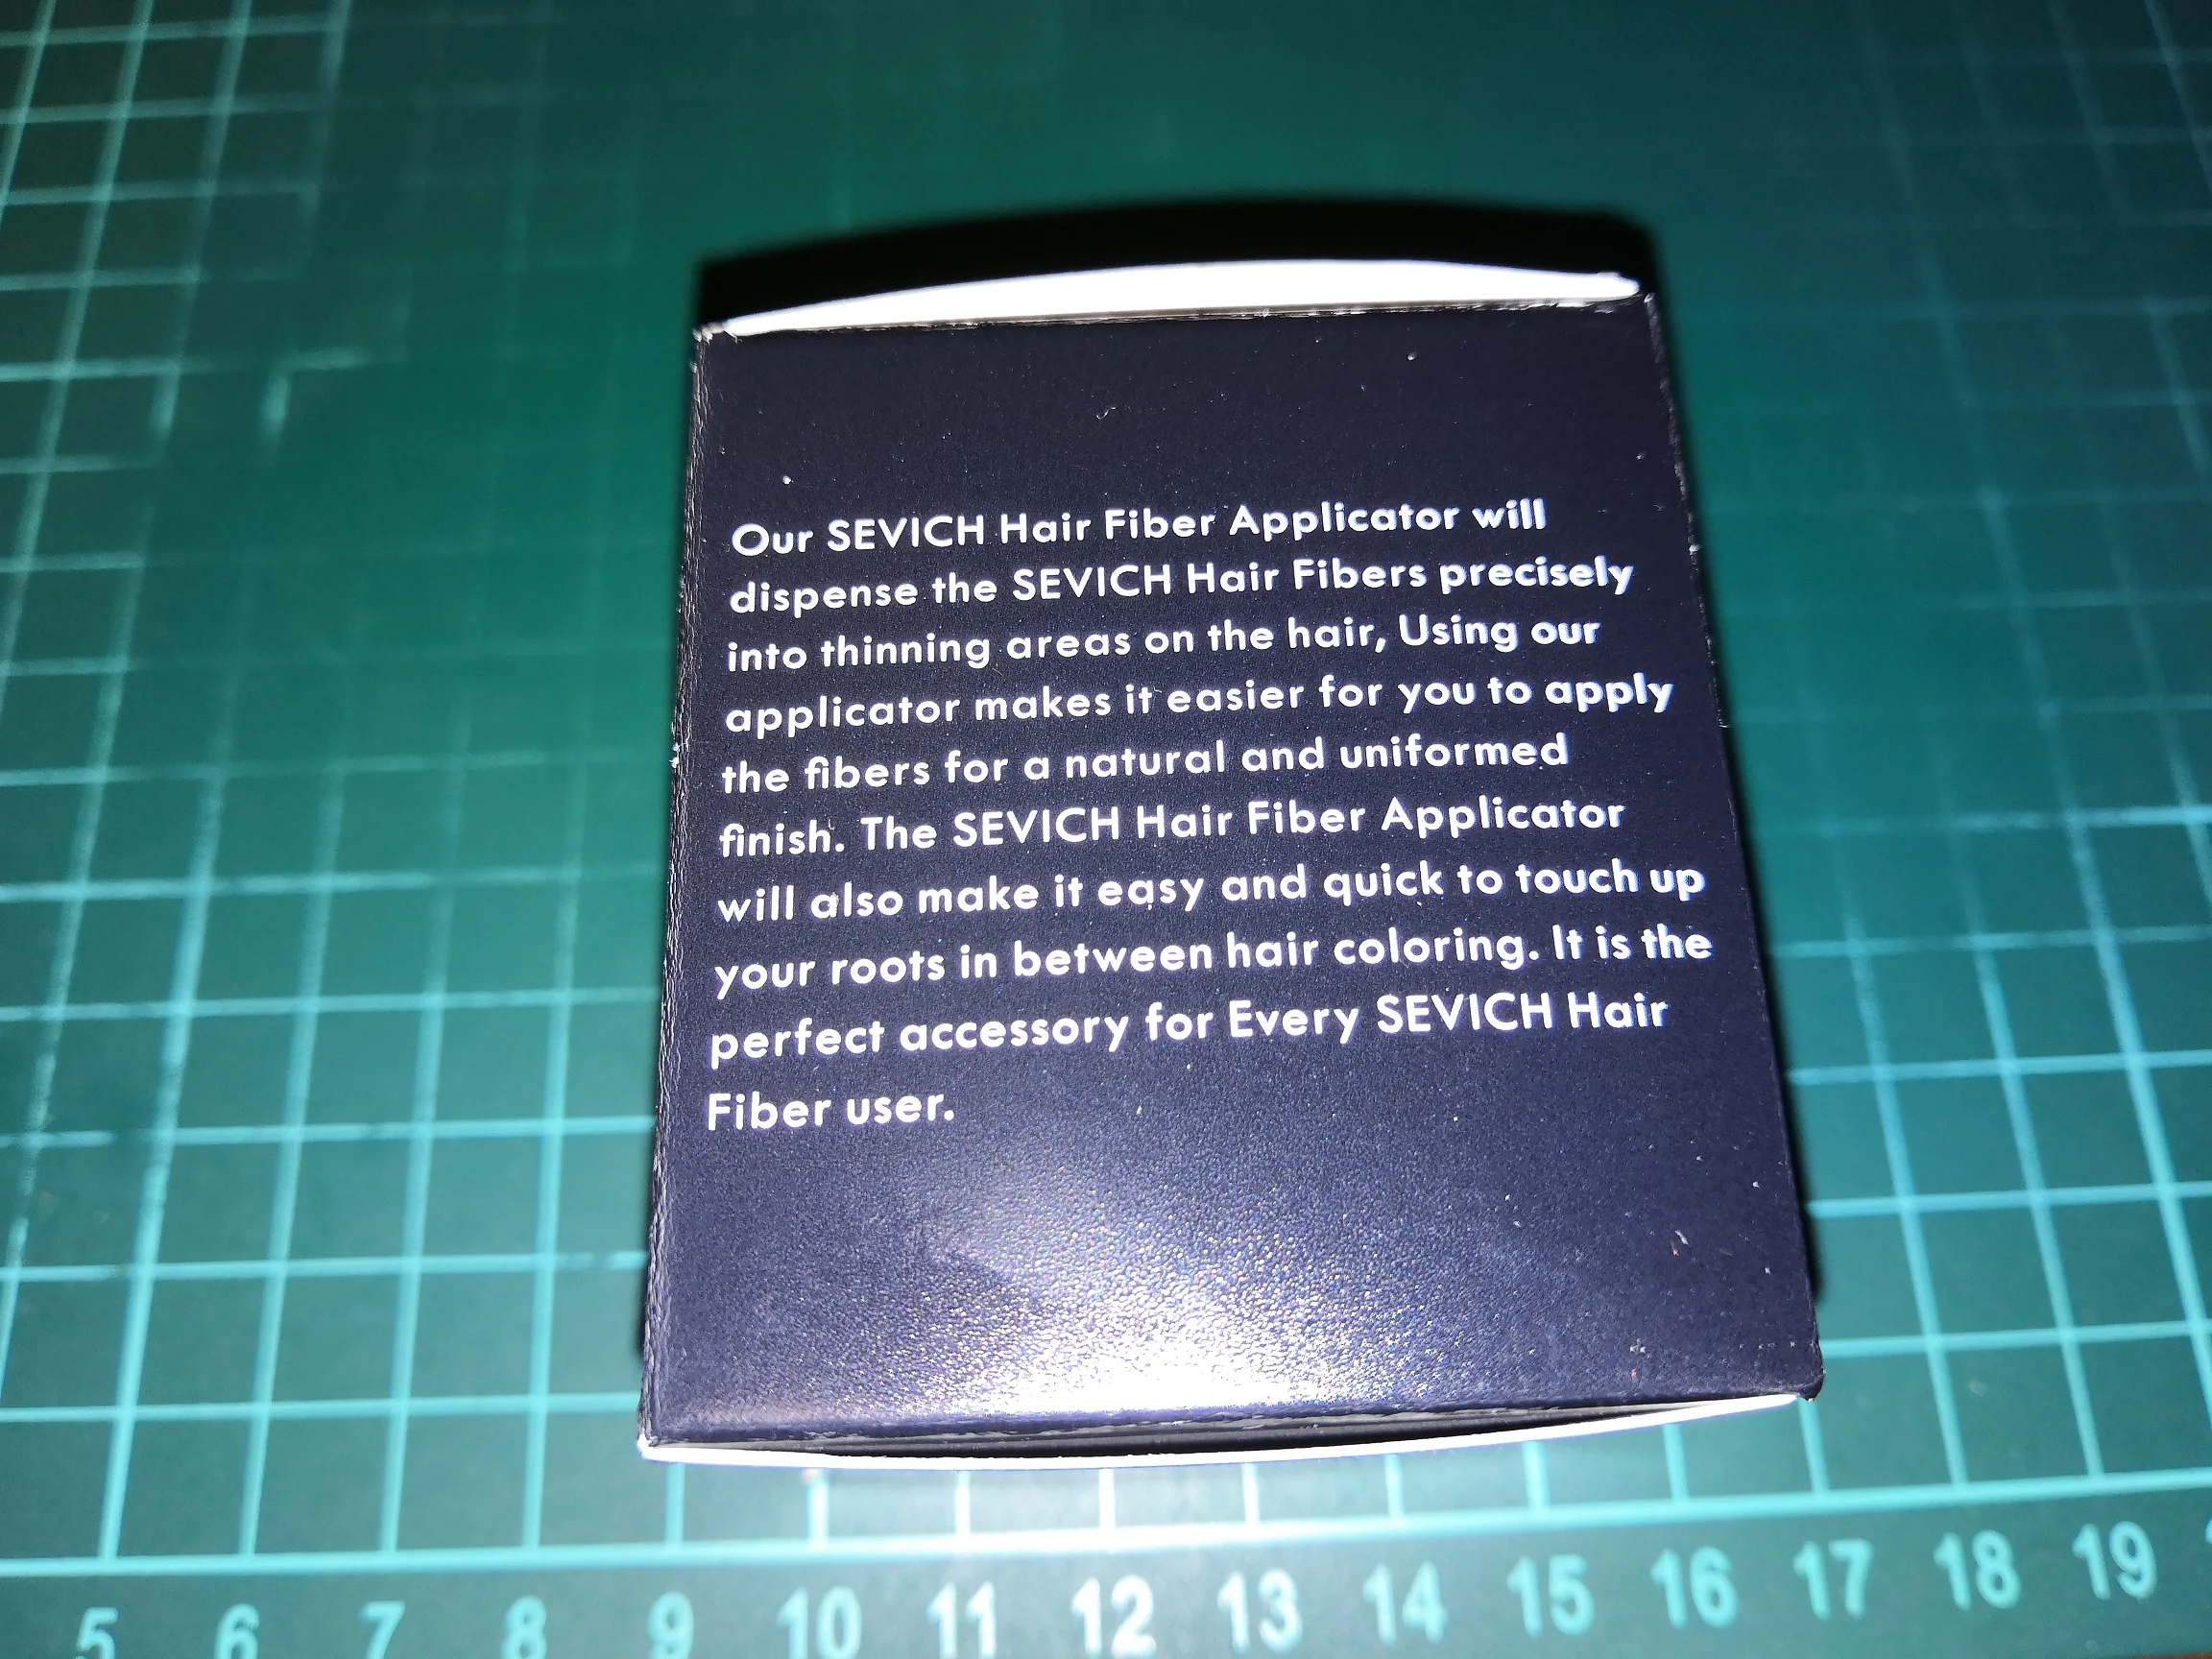 Our SEVICH Hair Fiber Applicator will
dispense the SEVICH Hair Fibers precisely
into thinning areas on the hair, Using our
applicator makes it easier for you to apply
the fibers for a natural and uniformed
finish. The SEVICH Hair Fiber Applicator
will also make it easy and quick to touch up
your roots in between hair coloring. It is the
perfect accessory for Every SEVICH Hair
Fiber user.
5 6 7 8 9 10 11 12 13 14 15 16 17 18 19